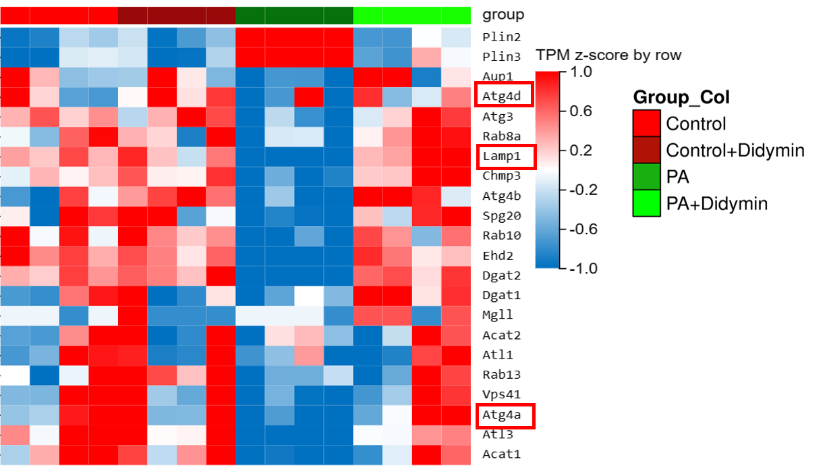 group
Plin2
Plin3
TPM z-score by row
Aup1
1.0
Atg4d
Group_Col
Atg3
0.6
Control
Rab8a
Control+Didymin
Lamp1
0.2
Chmp3
PA
Atg4b
-0.2
PA+Didymin
Spg20
-0.6
Rab10
Ehd2
-1.0
Dgat2
Dgat1
Mgll
Acat2
Atl1
Rab13
Vps41
Atg4a
Atl3
Acat1